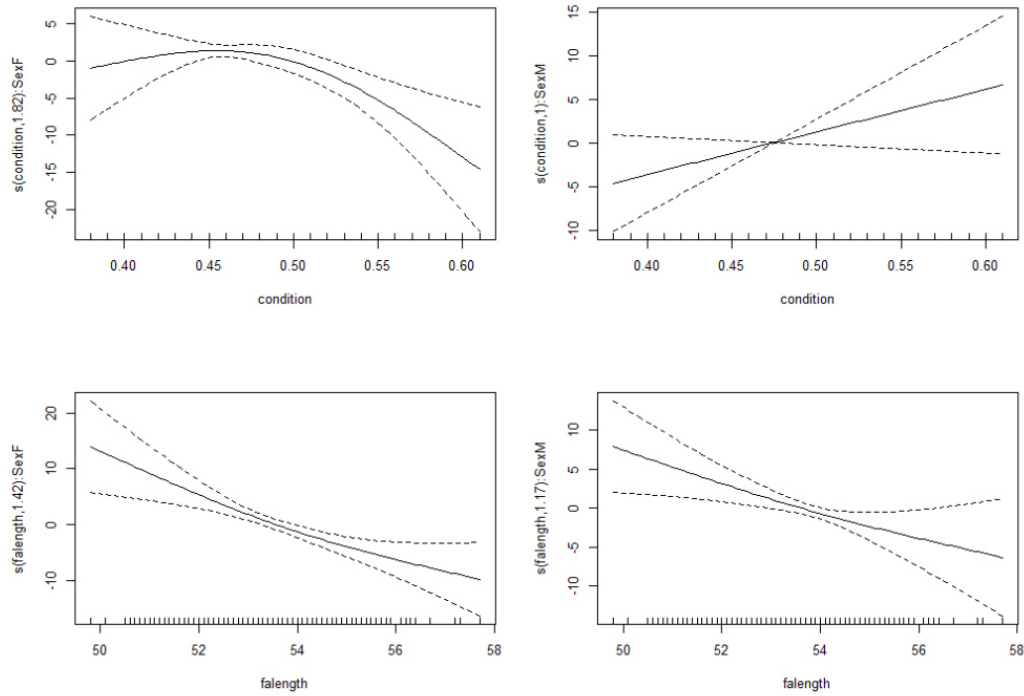 s(condition,1.82):SexF
5
0
-5
-10
-15
-20
0.40 0.45 0.50 0.55 0.60
condition
s(condition,1):SexM
15
10
5
0
-5
-10
0.40 0.45 0.50 0.55 0.60
condition
s(falength,1.42):SexF
20
10
0
-10
50 52 54 56 58
falength
s(falength,1.17):SexM
10
5
0
-5
-10
50 52 54 56 58
falength